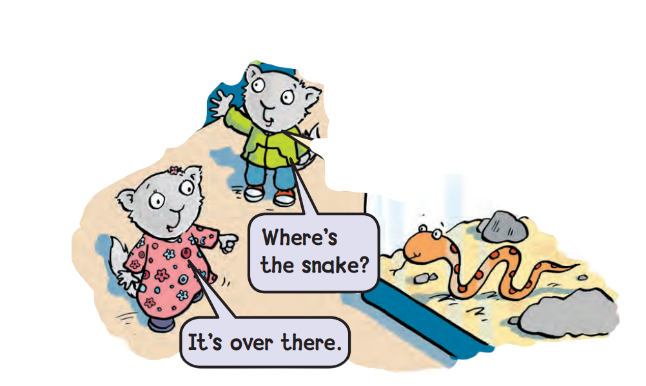 Where's
the snake?
It's over there.